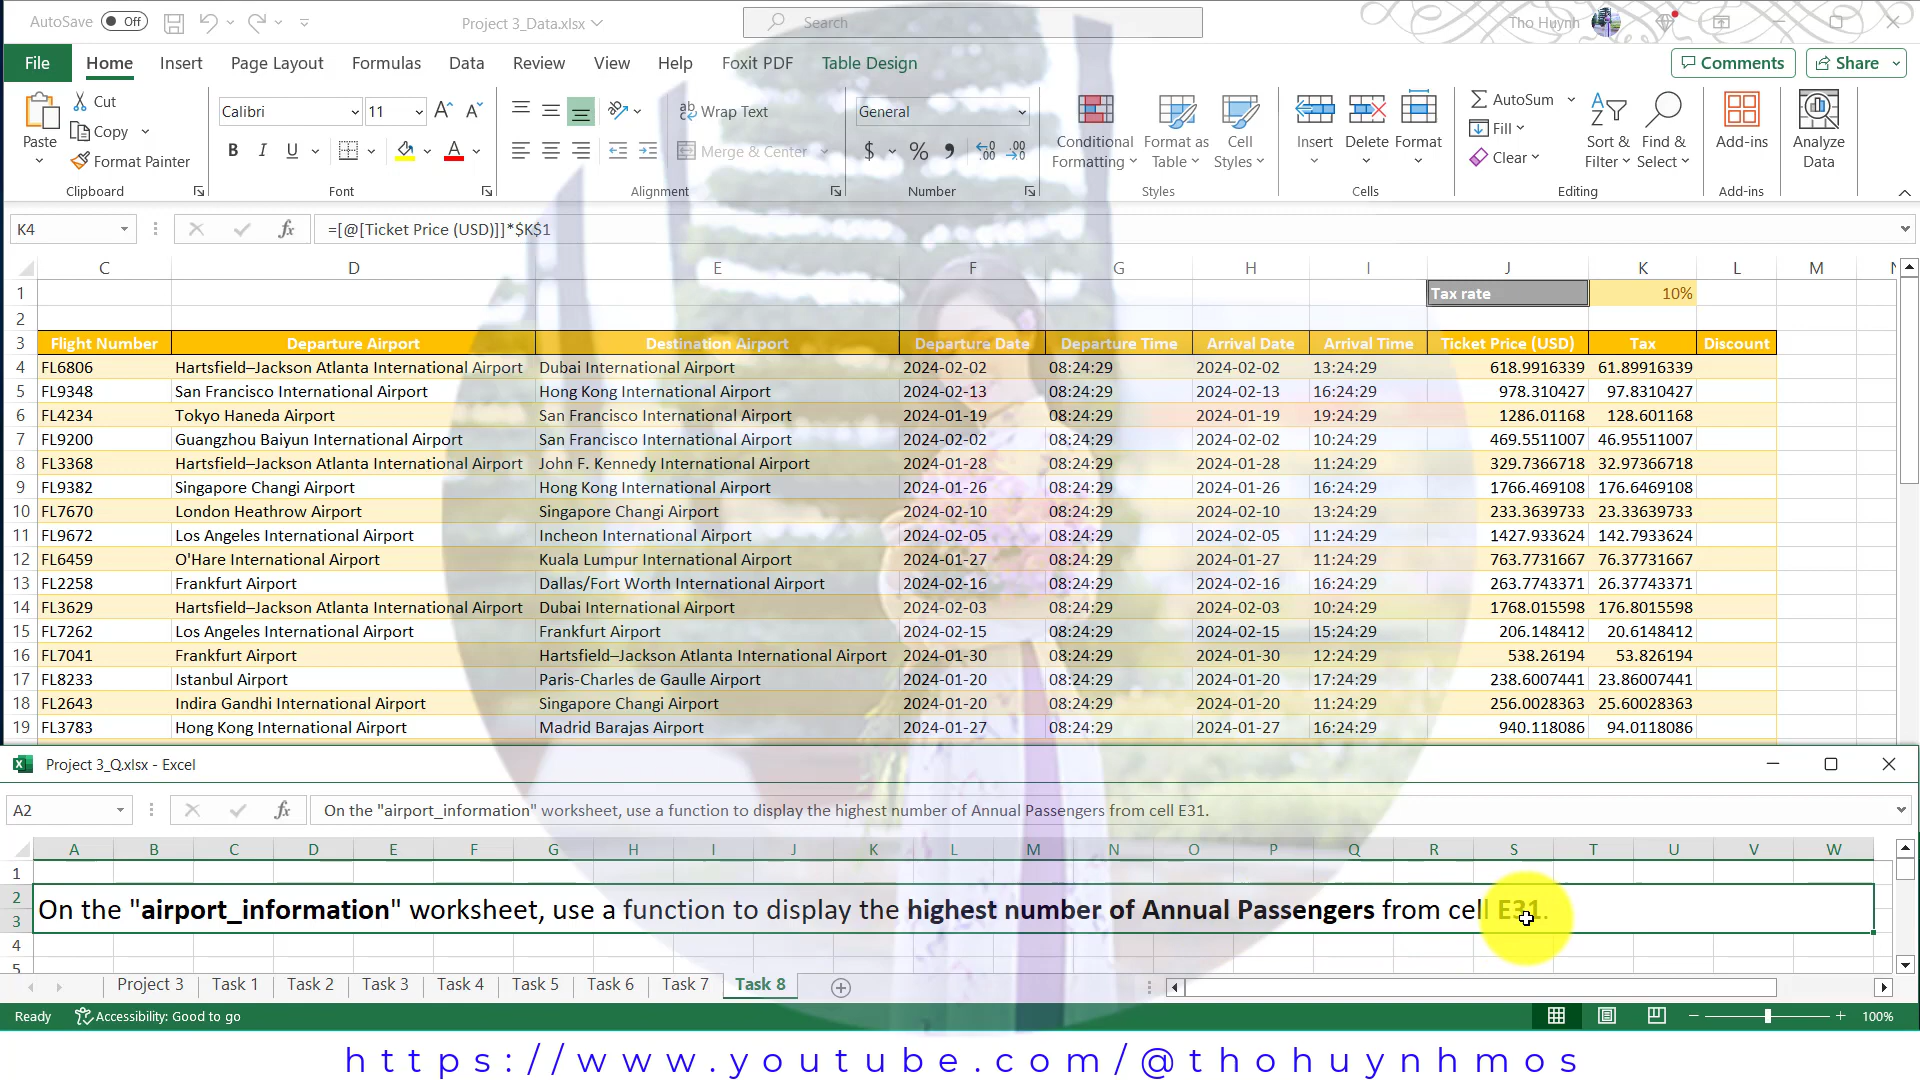 AutoSave Off Project 3_Data.xlsx Search Tho Huynh
File Home Insert Page Layout Formulas Data Review View Help Foxit PDF Table Design Comments Share
Paste Cut Copy Format Painter Clipboard
Calibri 11 B I U Font
Wrap Text Merge & Center Alignment
General $ % Number
Conditional Formatting Format as Table Cell Styles Styles
Insert Delete Format Cells
AutoSum Fill Clear Sort & Filter Find & Select Editing
Add-ins Add-ins
Analyze Data
K4 fx =[@[Ticket Price (USD)]]*$K$1
C D E F G H I J K L M
1 Tax rate 10%
2
3 Flight Number Departure Airport Destination Airport Departure Date Departure Time Arrival Date Arrival Time Ticket Price (USD) Tax Discount
4 FL6806 Hartsfield–Jackson Atlanta International Airport Dubai International Airport 2024-02-02 08:24:29 2024-02-02 13:24:29 618.9916339 61.89916339
5 FL9348 San Francisco International Airport Hong Kong International Airport 2024-02-13 08:24:29 2024-02-13 16:24:29 978.310427 97.8310427
6 FL4234 Tokyo Haneda Airport San Francisco International Airport 2024-01-19 08:24:29 2024-01-19 19:24:29 1286.01168 128.601168
7 FL9200 Guangzhou Baiyun International Airport San Francisco International Airport 2024-02-02 08:24:29 2024-02-02 10:24:29 469.5511007 46.95511007
8 FL3368 Hartsfield–Jackson Atlanta International Airport John F. Kennedy International Airport 2024-01-28 08:24:29 2024-01-28 11:24:29 329.7366718 32.97366718
9 FL9382 Singapore Changi Airport Hong Kong International Airport 2024-01-26 08:24:29 2024-01-26 16:24:29 1766.469108 176.6469108
10 FL7670 London Heathrow Airport Singapore Changi Airport 2024-02-10 08:24:29 2024-02-10 13:24:29 233.3639733 23.33639733
11 FL9672 Los Angeles International Airport Incheon International Airport 2024-02-05 08:24:29 2024-02-05 11:24:29 1427.933624 142.7933624
12 FL6459 O'Hare International Airport Kuala Lumpur International Airport 2024-01-27 08:24:29 2024-01-27 11:24:29 763.7731667 76.37731667
13 FL2258 Frankfurt Airport Dallas/Fort Worth International Airport 2024-02-16 08:24:29 2024-02-16 16:24:29 263.7743371 26.37743371
14 FL3629 Hartsfield–Jackson Atlanta International Airport Dubai International Airport 2024-02-03 08:24:29 2024-02-03 10:24:29 1768.015598 176.8015598
15 FL7262 Los Angeles International Airport Frankfurt Airport 2024-02-15 08:24:29 2024-02-15 15:24:29 206.148412 20.6148412
16 FL7041 Frankfurt Airport Hartsfield–Jackson Atlanta International Airport 2024-01-30 08:24:29 2024-01-30 12:24:29 538.26194 53.826194
17 FL8233 Istanbul Airport Paris-Charles de Gaulle Airport 2024-01-20 08:24:29 2024-01-20 17:24:29 238.6007441 23.86007441
18 FL2643 Indira Gandhi International Airport Singapore Changi Airport 2024-01-20 08:24:29 2024-01-20 11:24:29 256.0028363 25.60028363
19 FL3783 Hong Kong International Airport Madrid Barajas Airport 2024-01-27 08:24:29 2024-01-27 16:24:29 940.118086 94.0118086
Project 3_Q.xlsx - Excel
A2 fx On the "airport_information" worksheet, use a function to display the highest number of Annual Passengers from cell E31.
A B C D E F G H I J K L M N O P Q R S T U V W
1
2 On the "airport_information" worksheet, use a function to display the highest number of Annual Passengers from cell E31.
3
4
5
Project 3 Task 1 Task 2 Task 3 Task 4 Task 5 Task 6 Task 7 Task 8
Ready Accessibility: Good to go 100%
https://www.youtube.com/@thohuynhmos